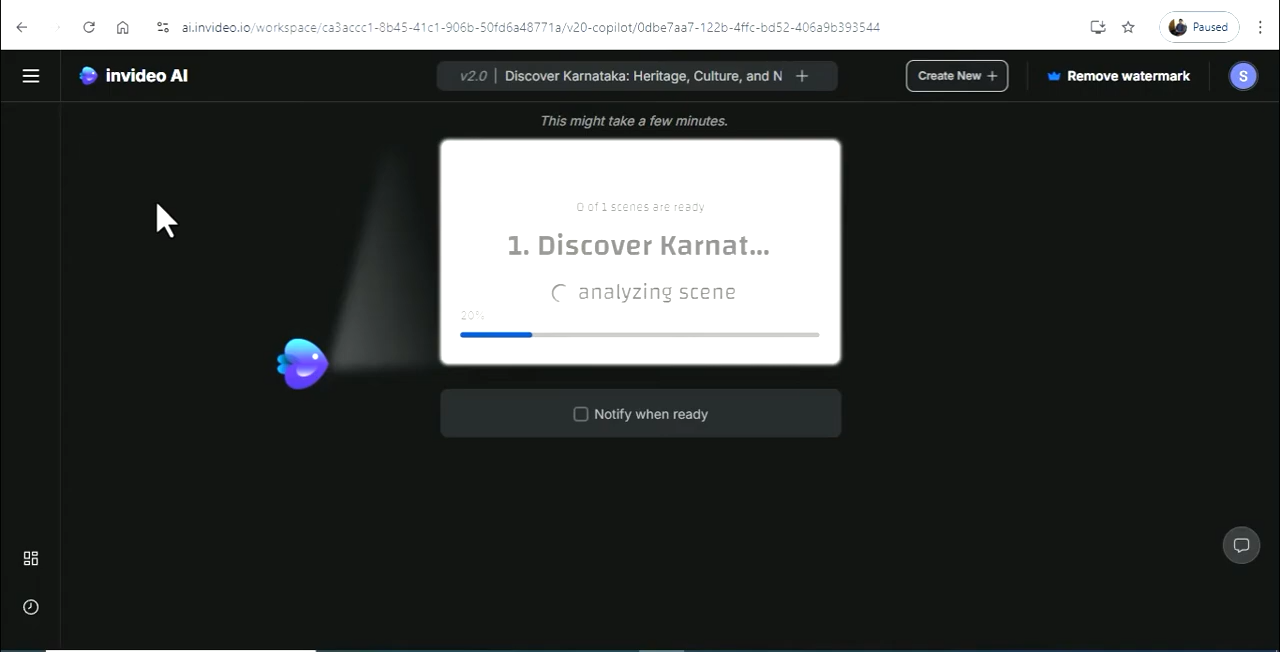 ai.invideo.io/workspace/ca3accc1-8b45-41c1-906b-50fd6a48771a/v20-copilot/0dbe7aa7-122b-4ffc-bd52-406a9b393544
Paused
invideo AI
v2.0 | Discover Karnataka: Heritage, Culture, and N
Create New +
Remove watermark
S
This might take a few minutes.
0 of 1 scenes are ready
1. Discover Karnat...
analyzing scene
20%
Notify when ready